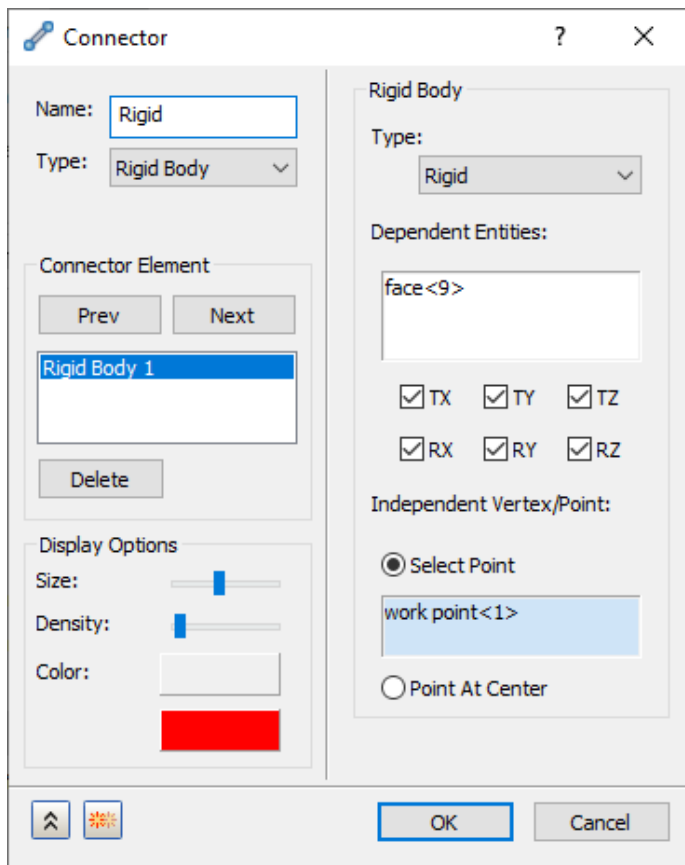 Connector
?
Name:
Rigid
Type:
Rigid Body
Connector Element
Prev
Next
Rigid Body 1
Delete
Display Options
Size:
Density:
Color:
Rigid Body
Type:
Rigid
Dependent Entities:
face<9>
TX TY TZ
RX RY RZ
Independent Vertex/Point:
Select Point
work point<1>
Point At Center
OK
Cancel